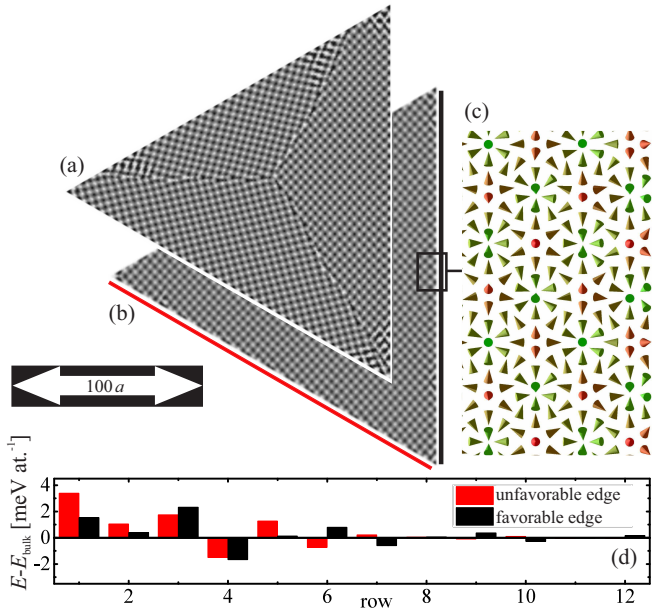 (a)
(c)
(b)
100 a
E-E_bulk [meV at.⁻¹]
4
2
0
-2
unfavorable edge
favorable edge
(d)
2 4 6 8 10 12
row